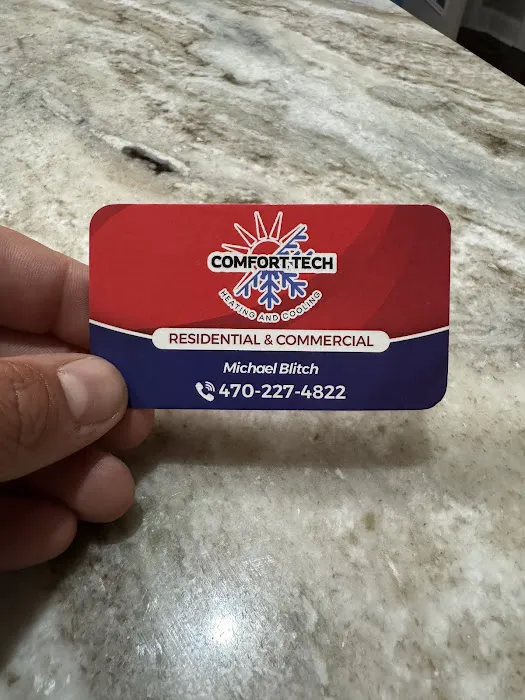 COMFORT TECH
HEATING AND COOLING
RESIDENTIAL & COMMERCIAL
Michael Blitch
470-227-4822